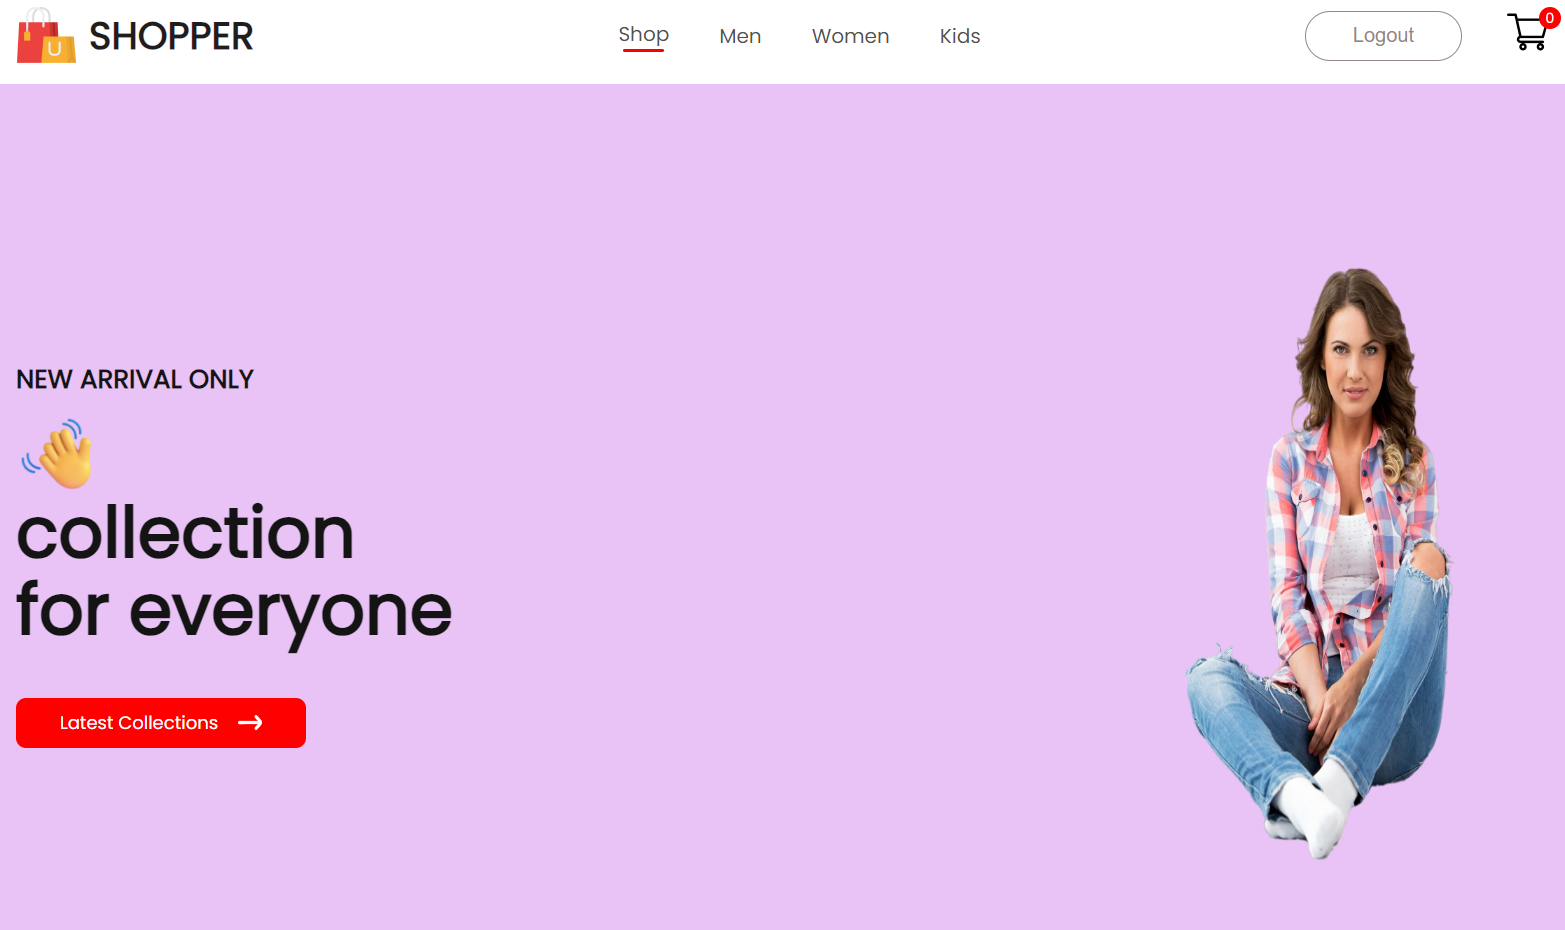 SHOPPER
Shop
Men
Women
Kids
Logout
0
U
NEW ARRIVAL ONLY
collection
for everyone
Latest Collections